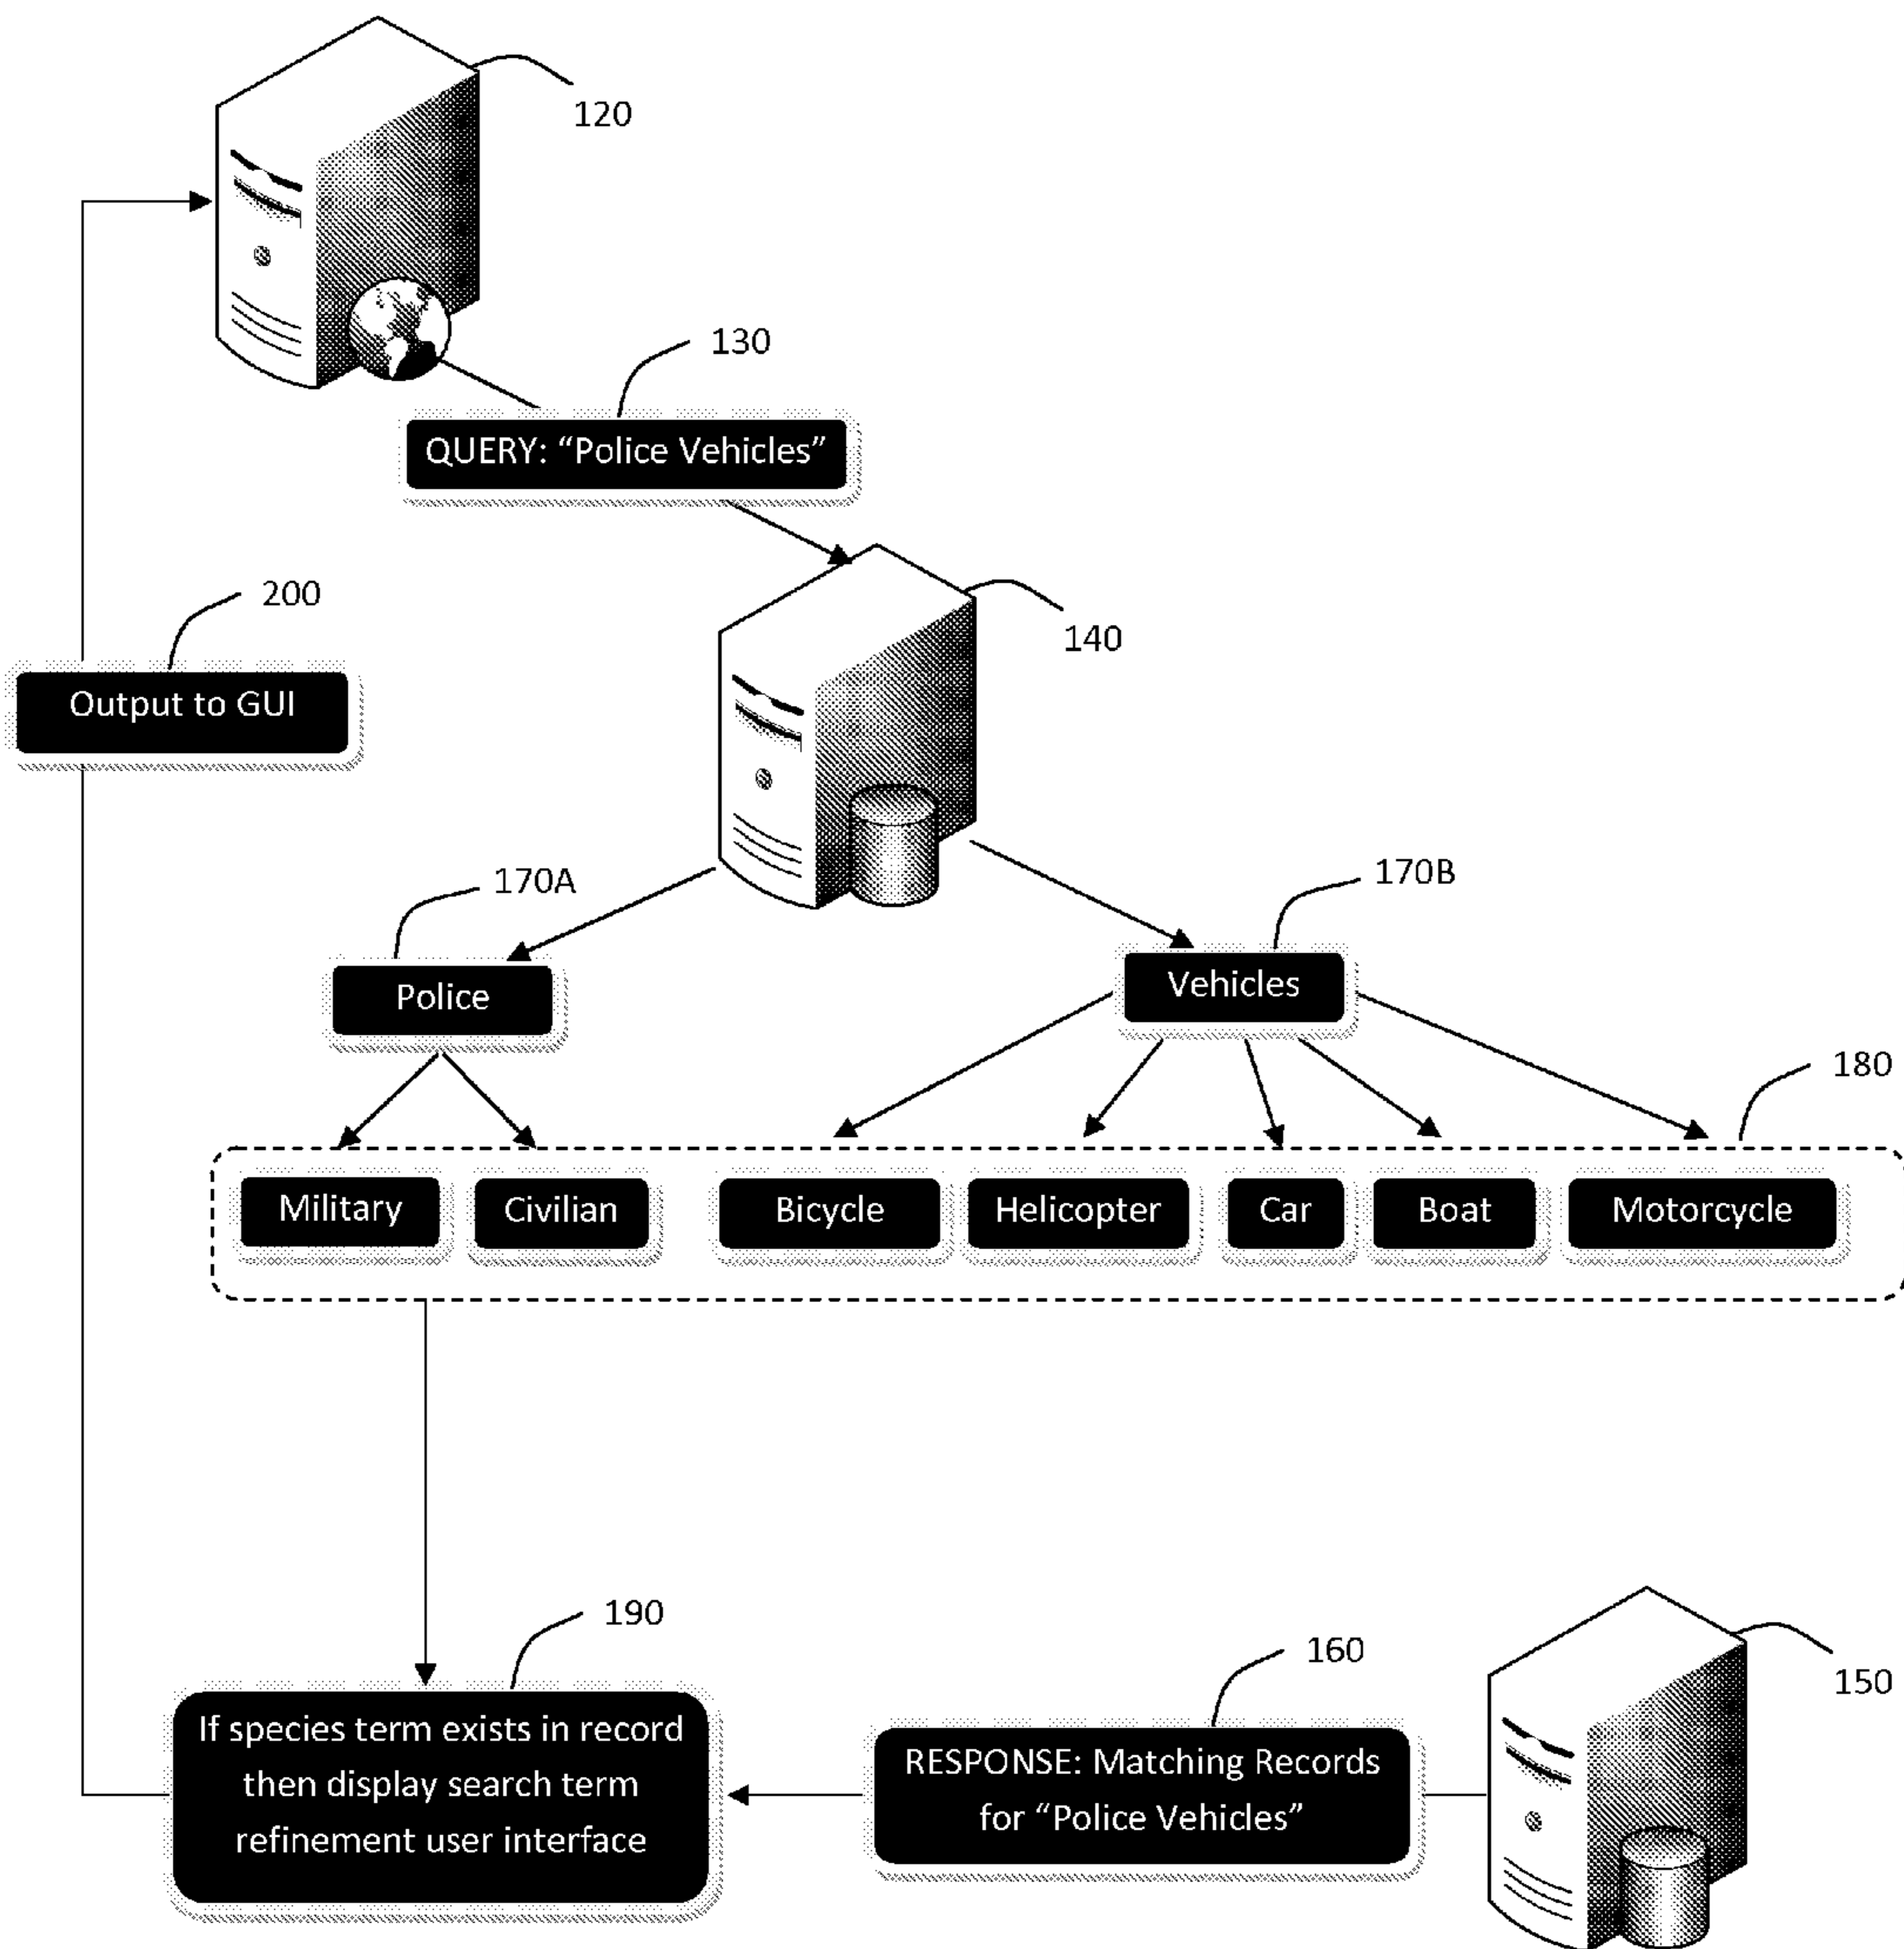 120
130
QUERY: “Police Vehicles”
200
140
Output to GUI
170A
170B
Police
Vehicles
180
Military
Civilian
Bicycle
Helicopter
Car
Boat
Motorcycle
190
160
150
If species term exists in record
then display search term
refinement user interface
RESPONSE: Matching Records
for “Police Vehicles”